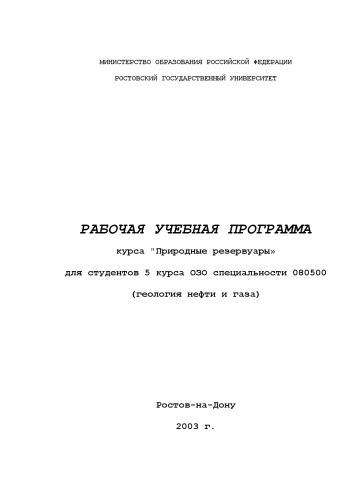 МИНИСТЕРСТВО ОБРАЗОВАНИЯ РОССИЙСКОЙ ФЕДЕРАЦИИ
РОСТОВСКИЙ ГОСУДАРСТВЕННЫЙ УНИВЕРСИТЕТ
РАБОЧАЯ УЧЕБНАЯ ПРОГРАММА
курса "Природные резервуары»
для студентов 5 курса ОЗО специальности 080500
(геология нефти и газа)
Ростов-на-Дону
2003 г.